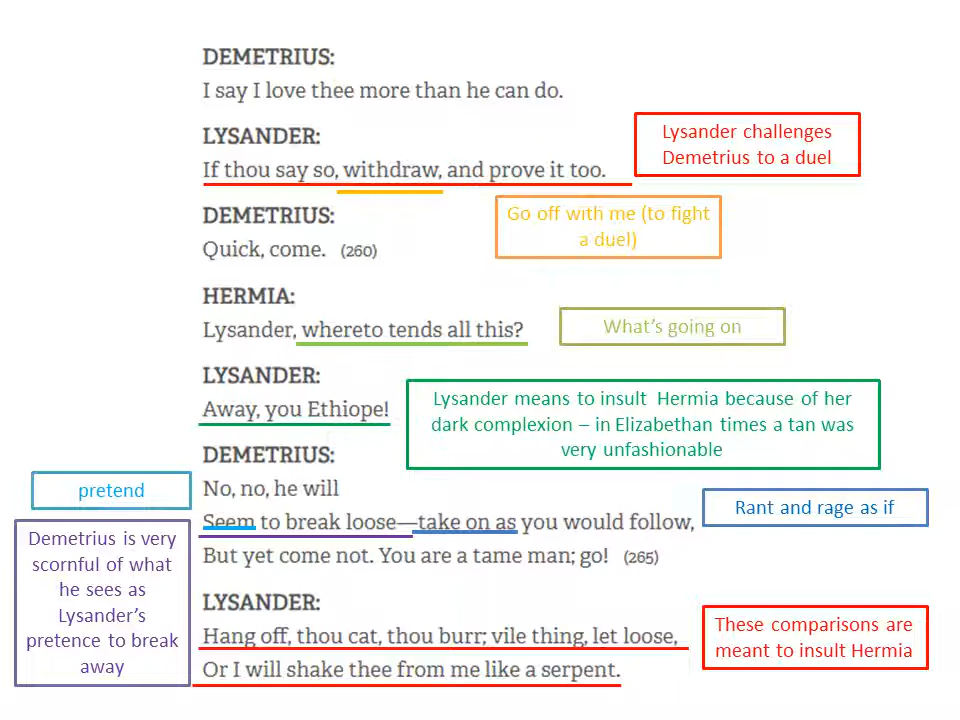 DEMETRIUS:
I say I love thee more than he can do.
LYSANDER:
If thou say so, withdraw, and prove it too.
Lysander challenges
Demetrius to a duel
DEMETRIUS:
Quick, come. (260)
Go off with me (to fight
a duel)
HERMIA:
Lysander, whereto tends all this?
What's going on
LYSANDER:
Away, you Ethiope!
Lysander means to insult Hermia because of her
dark complexion – in Elizabethan times a tan was
very unfashionable
DEMETRIUS:
No, no, he will
Seem to break loose—take on as you would follow,
But yet come not. You are a tame man; go! (265)
pretend
Rant and rage as if
Demetrius is very
scornful of what
he sees as
Lysander's
pretence to break
away
LYSANDER:
Hang off, thou cat, thou burr; vile thing, let loose,
Or I will shake thee from me like a serpent.
These comparisons are
meant to insult Hermia